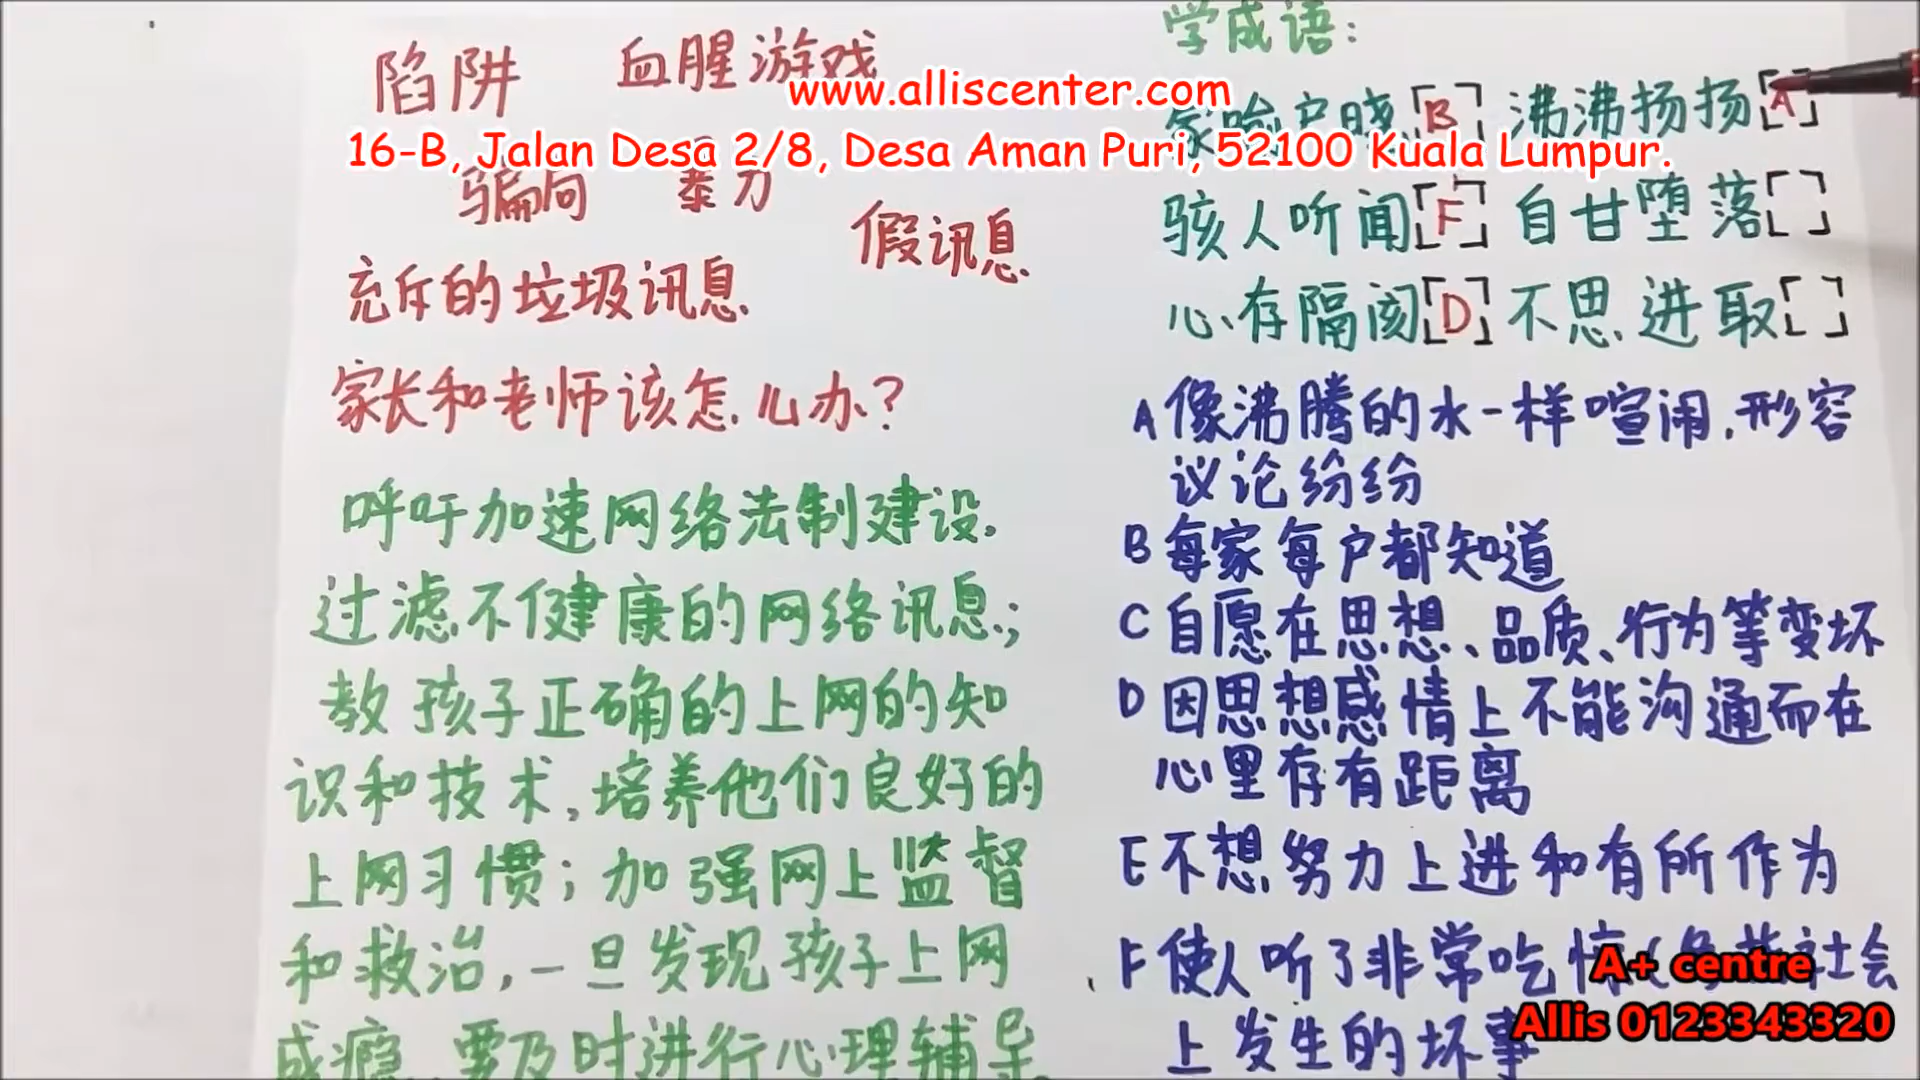 陷阱 血腥游戏
www.alliscenter.com
16-B, Jalan Desa 2/8, Desa Aman Puri, 52100 Kuala Lumpur.
骗局 暴力
假讯息
充斥的垃圾讯息
家长和老师该怎么办?
呼吁加速网络法制建设,
过滤不健康的网络讯息;
教孩子正确的上网的知
识和技术,培养他们良好的
上网习惯;加强网上监督
和救治,一旦发现孩子上网
成瘾,要及时进行心理辅导
学成语:
家喻户晓[B] 沸沸扬扬[A]
骇人听闻[F] 自甘堕落[ ]
心存隔阂[D] 不思进取[ ]
A 像沸腾的水一样喧闹,形容
议论纷纷
B 每家每户都知道
C 自愿在思想、品质、行为等变坏
D 因思想感情上不能沟通而在
心里存有距离
E 不想努力上进和有所作为
F 使人听了非常吃惊(社会
上发生的坏事
A+ centre
Allis 0123343320